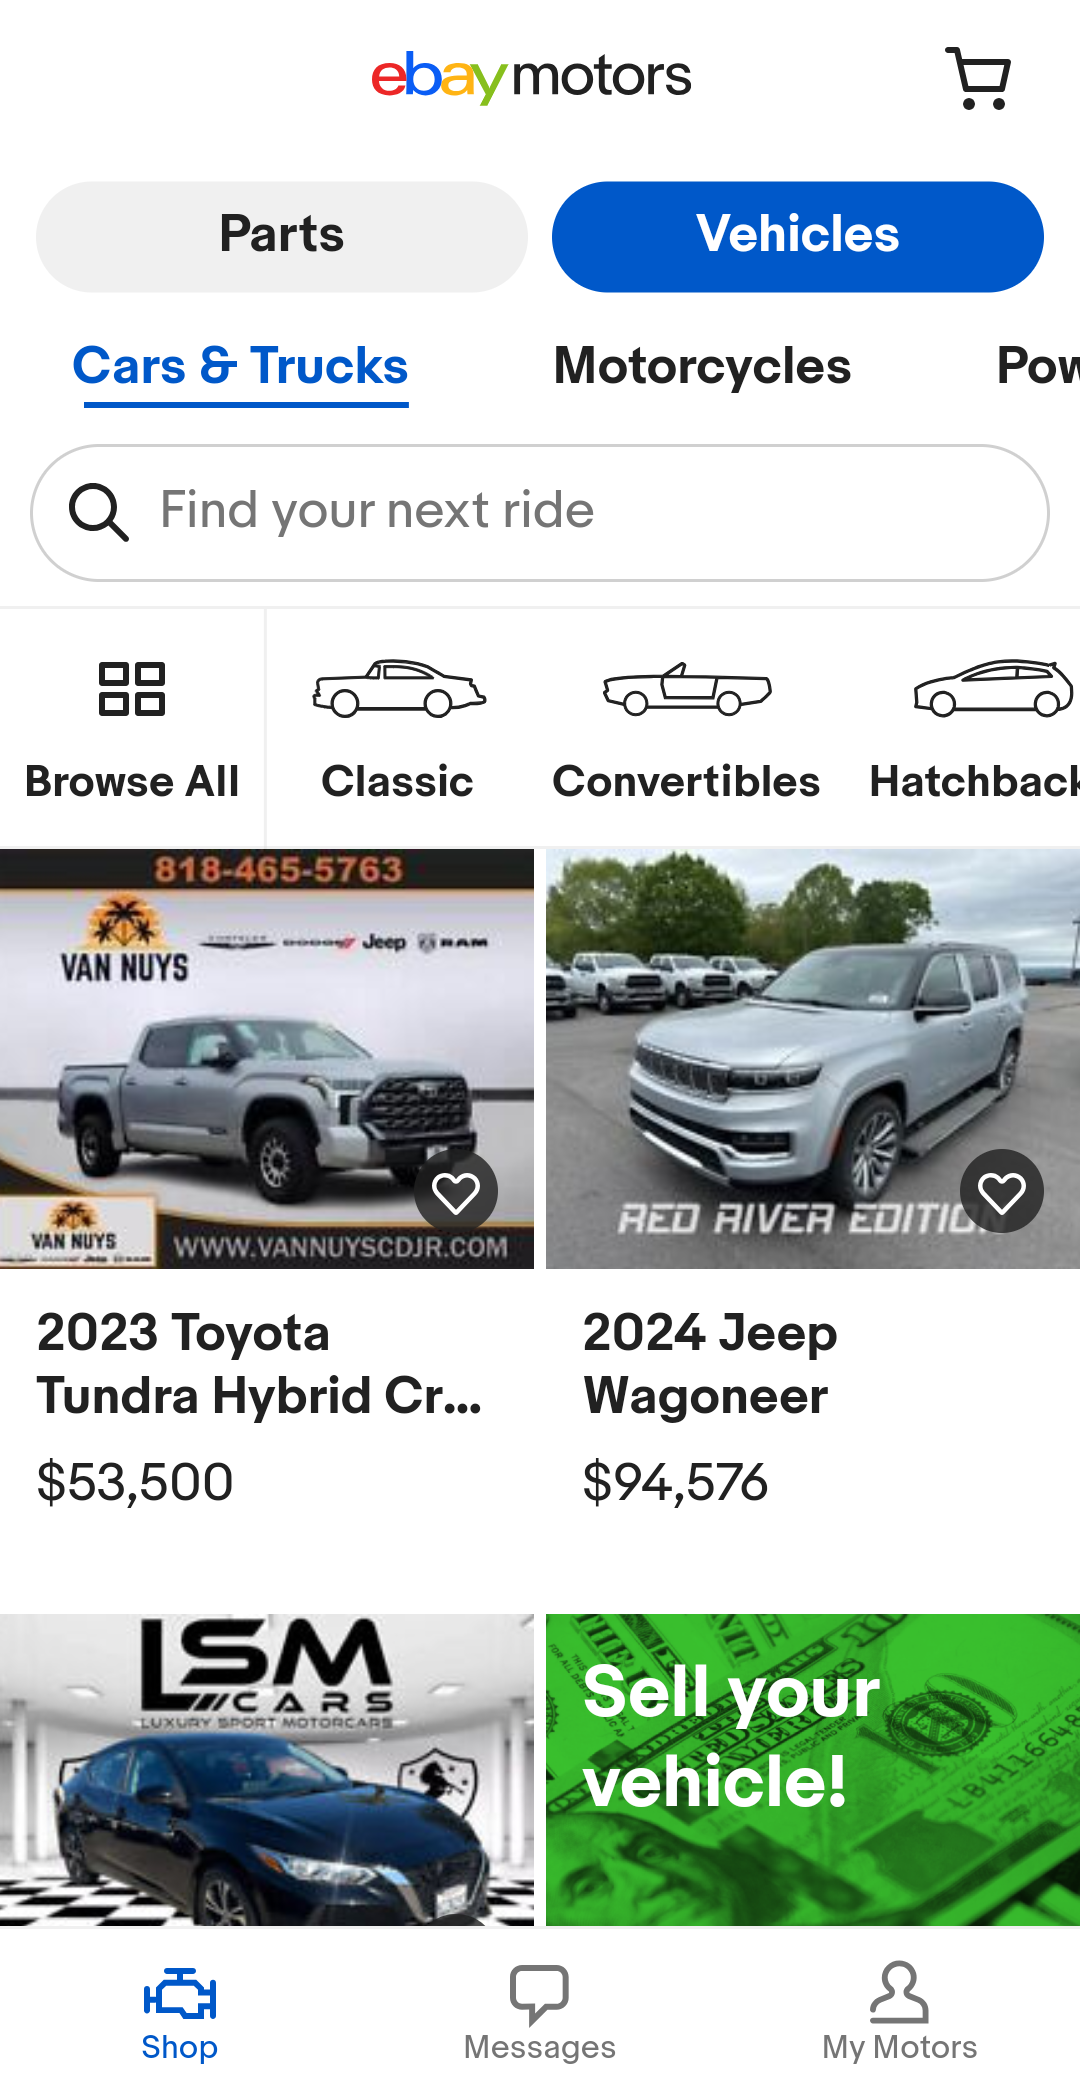 ebay motors
Parts
Vehicles
Cars & Trucks
Motorcycles
Pow
Find your next ride
Browse All
Classic
Convertibles
Hatchback
818-465-5763
VAN NUYS
Jeep
RAM
VAN NUYS
WWW.VANNUYSCDJR.COM
RED RIVER EDITION
2023 Toyota
Tundra Hybrid Cr...
$53,500
2024 Jeep
Wagoneer
$94,576
LSM
CARS
LUXURY SPORT MOTORCARS
Sell your
vehicle!
Shop
Messages
My Motors